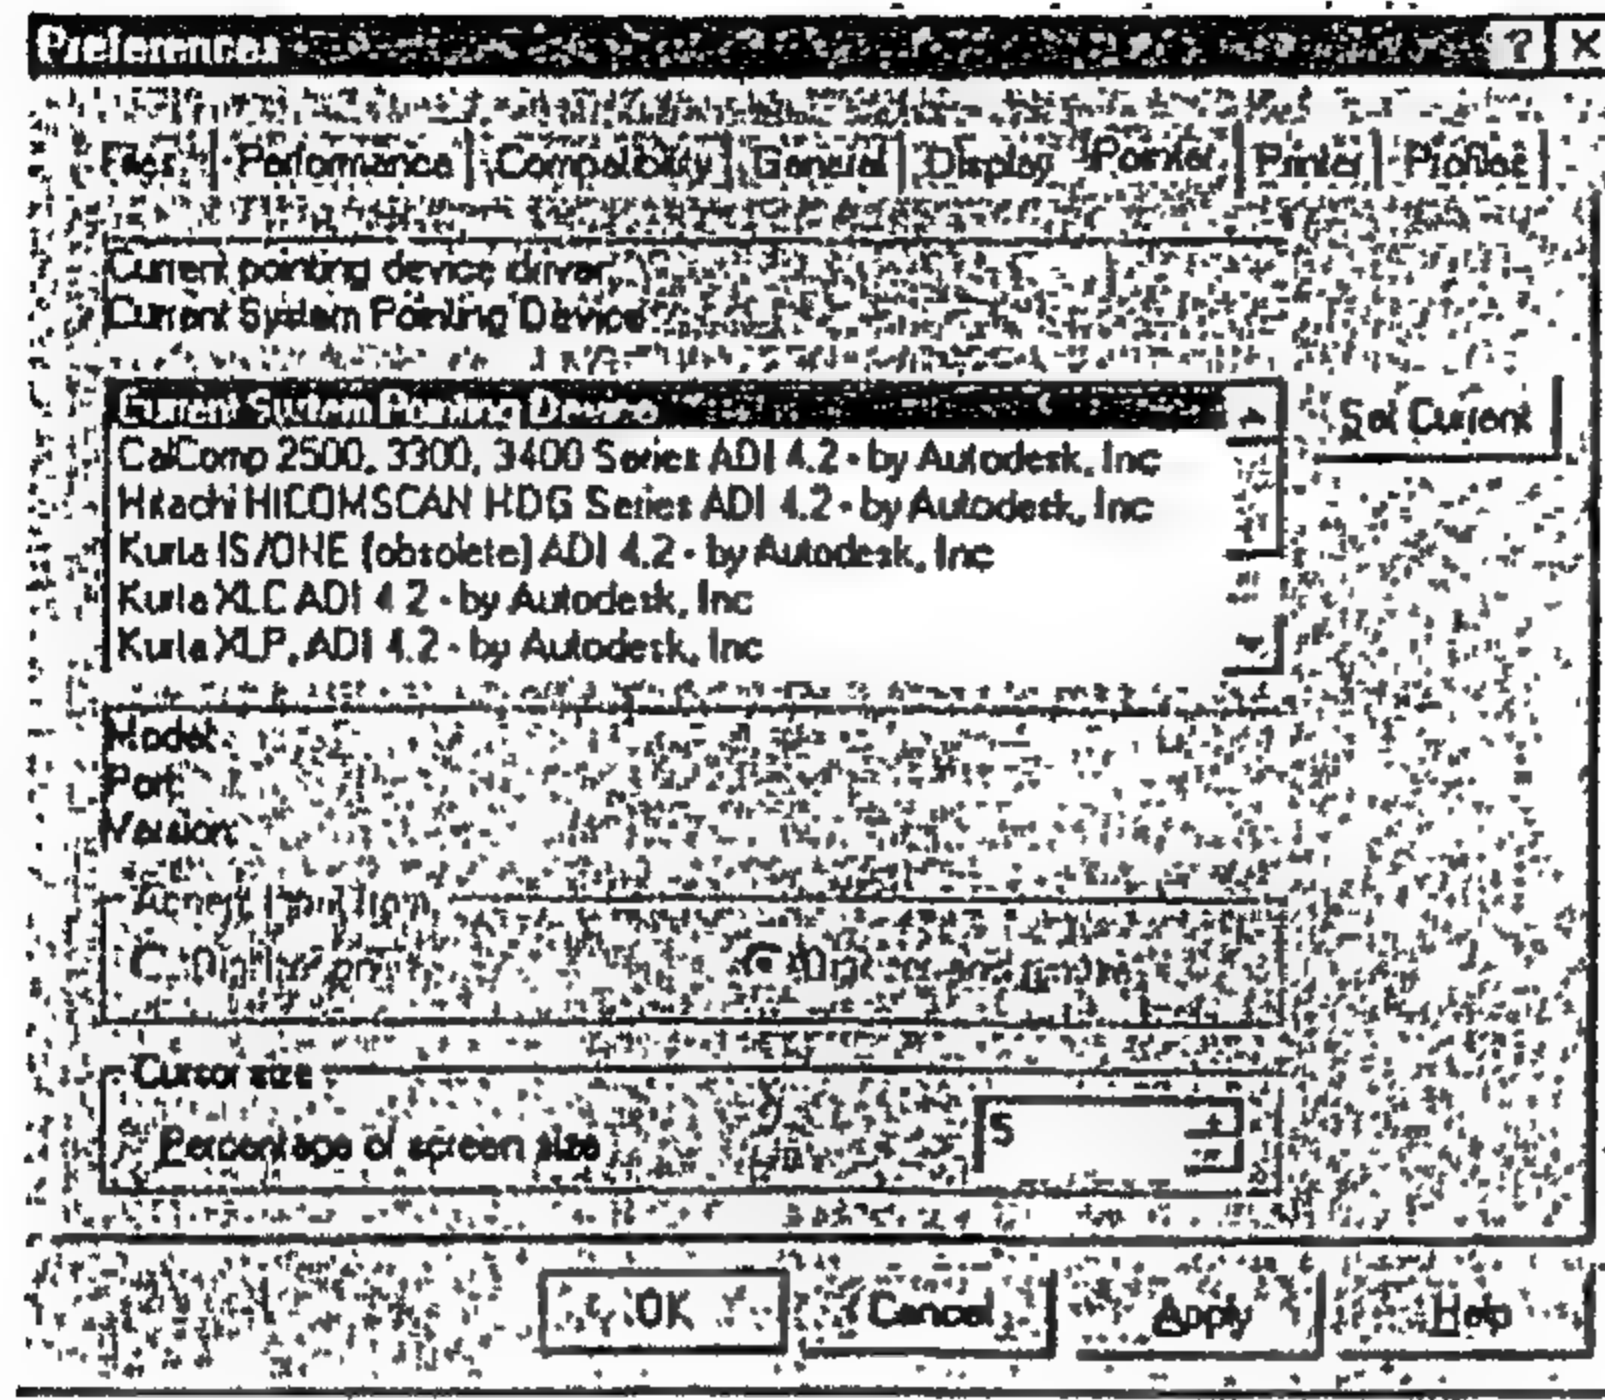 Preferences
Files Performance Compatibility General Display Pointer Printer Profiles
Current pointing device driver:
Current System Pointing Device
Current System Pointing Device
CalComp 2500, 3300, 3400 Series ADI 4.2 - by Autodesk, Inc
Hitachi HICOMSCAN HDG Series ADI 4.2 - by Autodesk, Inc
Kurta IS/ONE (obsolete) ADI 4.2 - by Autodesk, Inc
Kurta XLC ADI 4.2 - by Autodesk, Inc
Kurta XLP, ADI 4.2 - by Autodesk, Inc
Set Current
Model:
Port:
Version:
Accept input from
Cursor size
Percentage of screen size
5
OK Cancel Apply Help